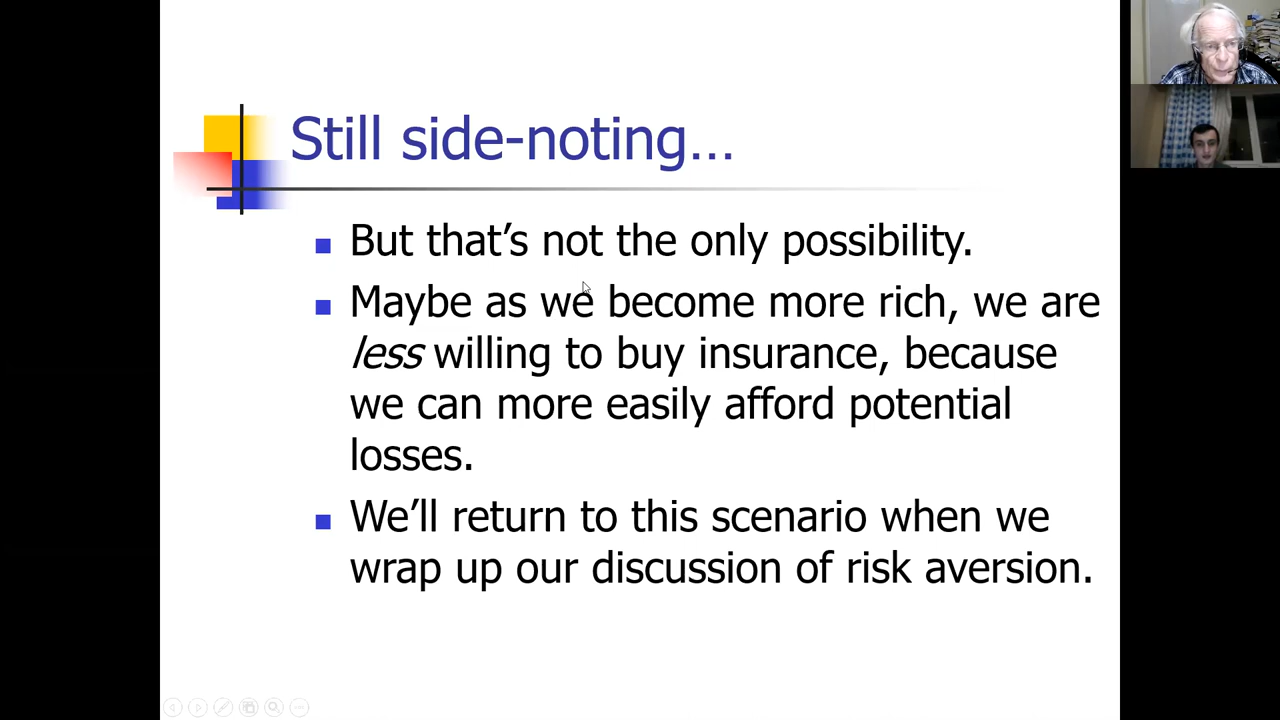 Still side-noting…
But that’s not the only possibility.
Maybe as we become more rich, we are
less willing to buy insurance, because
we can more easily afford potential
losses.
We’ll return to this scenario when we
wrap up our discussion of risk aversion.